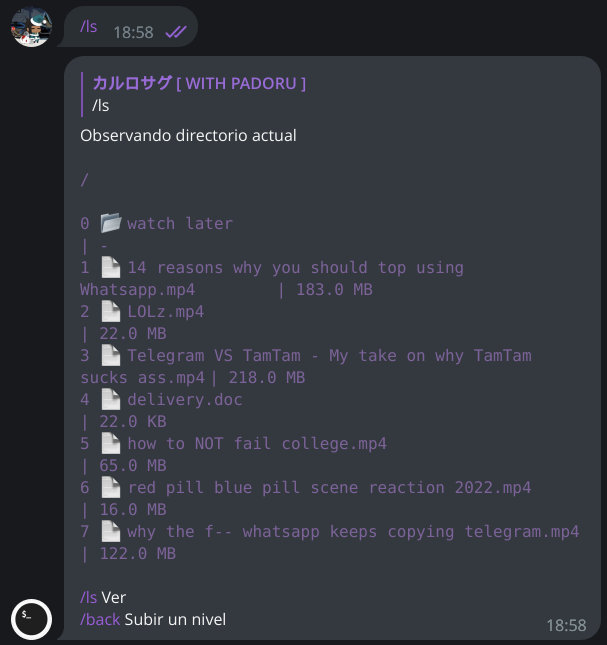 /ls 18:58
カルロサグ [ WITH PADORU ]
/ls
Observando directorio actual
/
0 watch later
| -
1 14 reasons why you should top using
Whatsapp.mp4 | 183.0 MB
2 LOLz.mp4
| 22.0 MB
3 Telegram VS TamTam - My take on why TamTam
sucks ass.mp4 | 218.0 MB
4 delivery.doc
| 22.0 KB
5 how to NOT fail college.mp4
| 65.0 MB
6 red pill blue pill scene reaction 2022.mp4
| 16.0 MB
7 why the f-- whatsapp keeps copying telegram.mp4
| 122.0 MB
/ls Ver
/back Subir un nivel
$_ 18:58